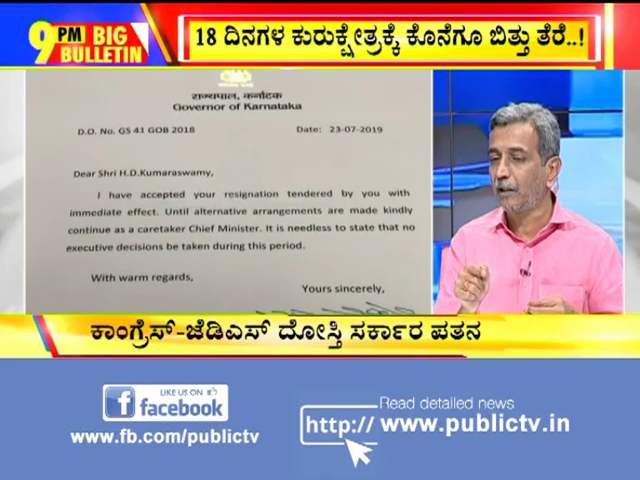 9 PM BIG BULLETIN
18 ದಿನಗಳ ಕುರುಕ್ಷೇತ್ರಕ್ಕೆ ಕೊನೆಗೂ ಬಿತ್ತು ತೆರೆ..!
राज्यपाल, कर्नाटक
Governor of Karnataka
D.O. No. GS 41 GOB 2018 Date: 23-07-2019
Dear Shri H.D.Kumaraswamy,
I have accepted your resignation tendered by you with
immediate effect. Until alternative arrangements are made kindly
continue as a caretaker Chief Minister. It is needless to state that no
executive decisions be taken during this period.
With warm regards,
Yours sincerely,
ಕಾಂಗ್ರೆಸ್-ಜೆಡಿಎಸ್ ದೋಸ್ತಿ ಸರ್ಕಾರ ಪತನ
LIKE US ON
facebook
www.fb.com/publictv
Read detailed news
http:// www.publictv.in